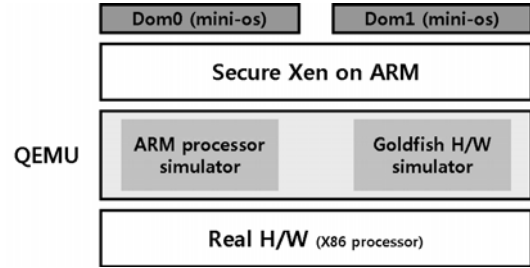 Dom0 (mini-os) Dom1 (mini-os)
Secure Xen on ARM
QEMU
ARM processor
simulator
Goldfish H/W
simulator
Real H/W (X86 processor)